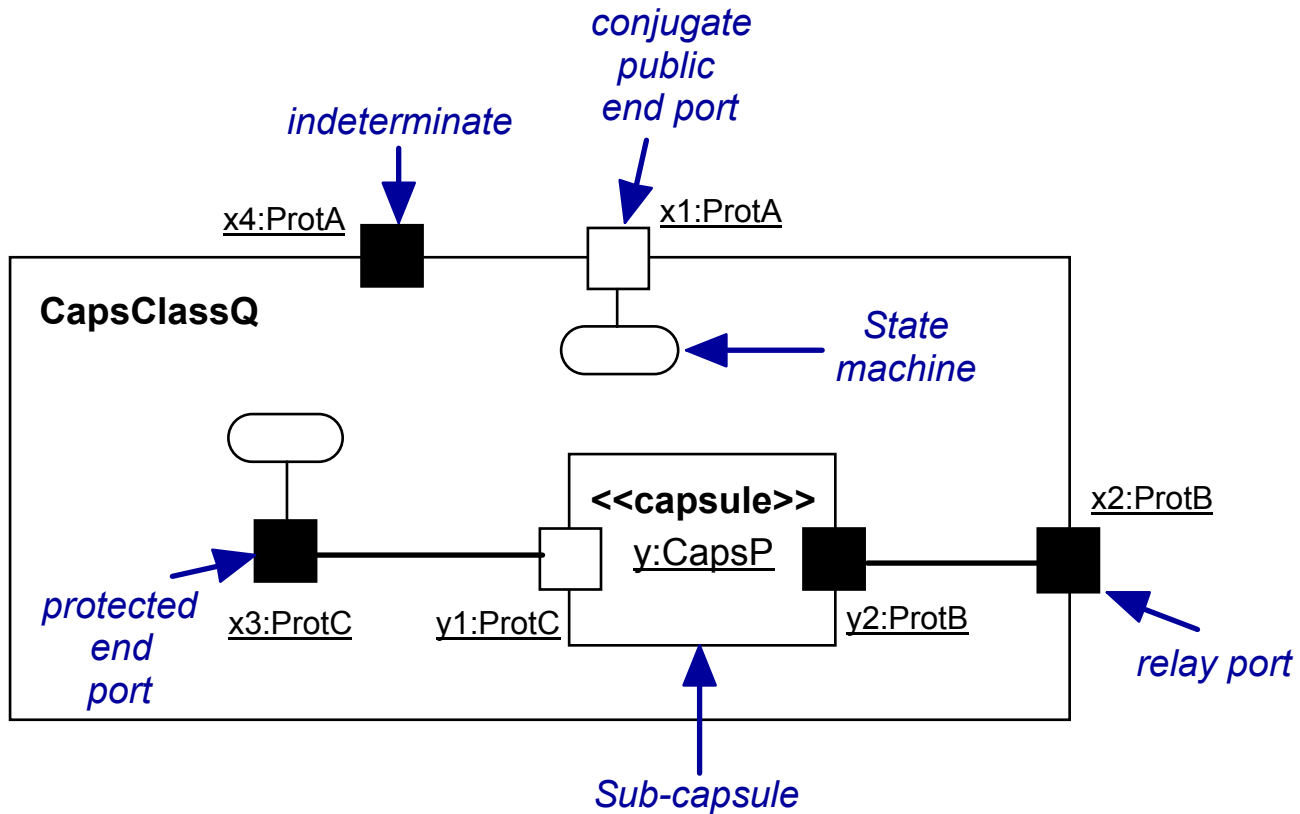 conjugate
public
end port
indeterminate
x4:ProtA
x1:ProtA
CapsClassQ
State
machine
<<capsule>>
y:CapsP
x2:ProtB
protected
end
port
x3:ProtC
y1:ProtC
y2:ProtB
relay port
Sub-capsule